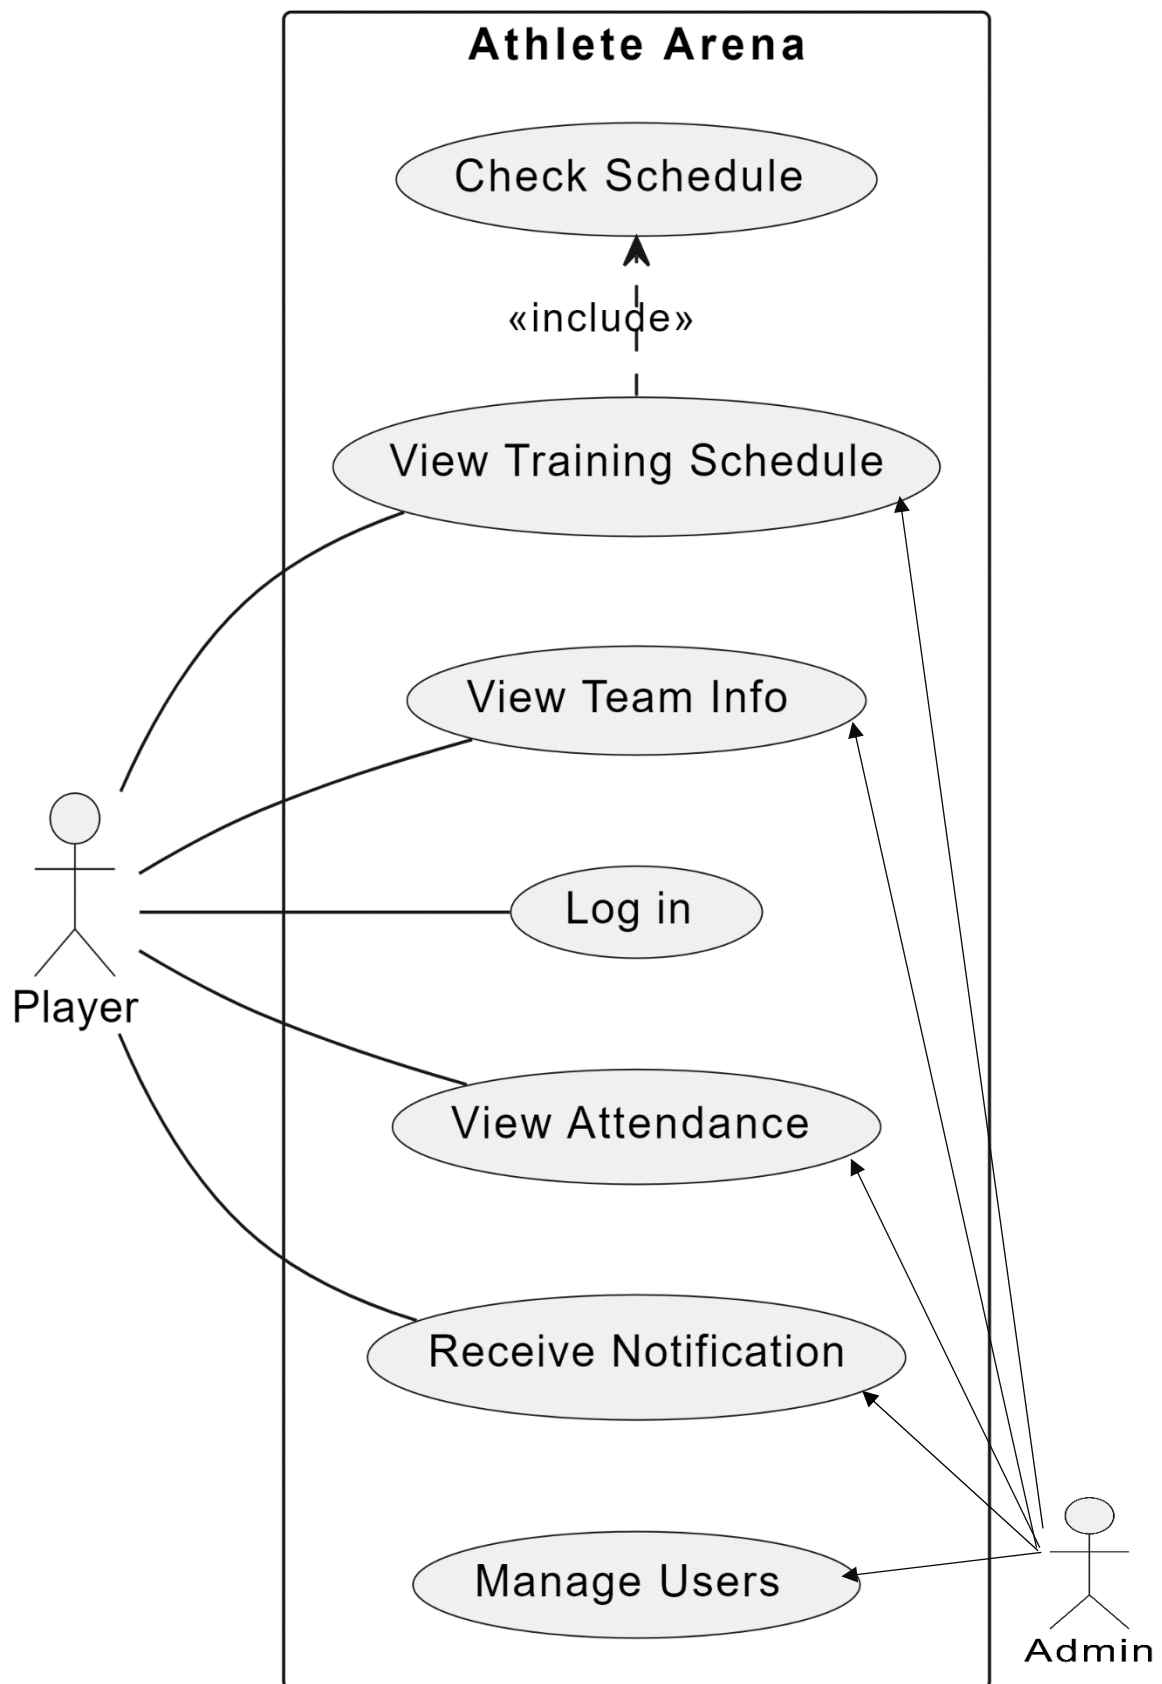 Athlete Arena
Check Schedule
«include»
View Training Schedule
View Team Info
Log in
Player
View Attendance
Receive Notification
Manage Users
Admin